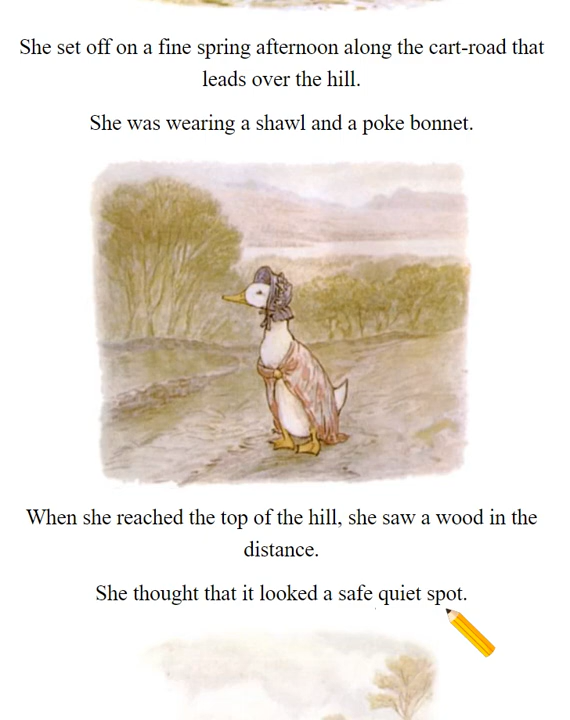 She set off on a fine spring afternoon along the cart-road that
leads over the hill.
She was wearing a shawl and a poke bonnet.
When she reached the top of the hill, she saw a wood in the
distance.
She thought that it looked a safe quiet spot.